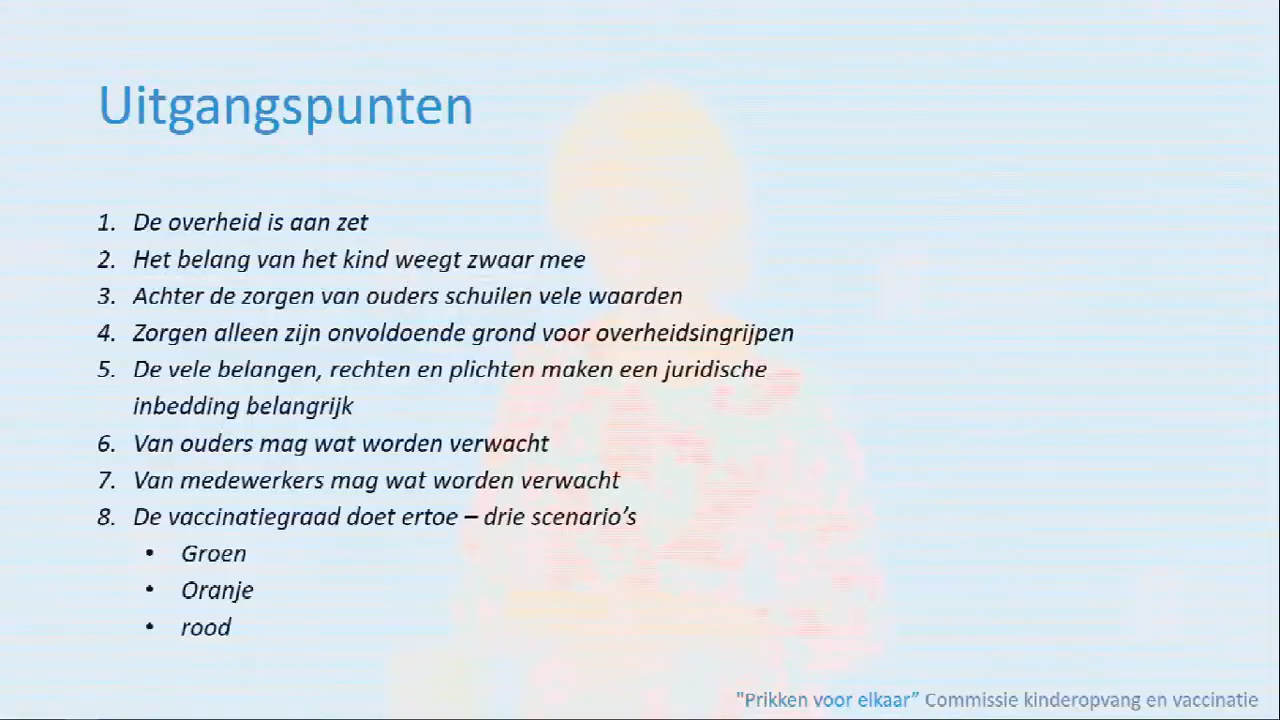 Uitgangspunten
1. De overheid is aan zet
2. Het belang van het kind weegt zwaar mee
3. Achter de zorgen van ouders schuilen vele waarden
4. Zorgen alleen zijn onvoldoende grond voor overheidsingrijpen
5. De vele belangen, rechten en plichten maken een juridische
inbedding belangrijk
6. Van ouders mag wat worden verwacht
7. Van medewerkers mag wat worden verwacht
8. De vaccinatiegraad doet ertoe – drie scenario’s
• Groen
• Oranje
• rood
"Prikken voor elkaar” Commissie kinderopvang en vaccinatie